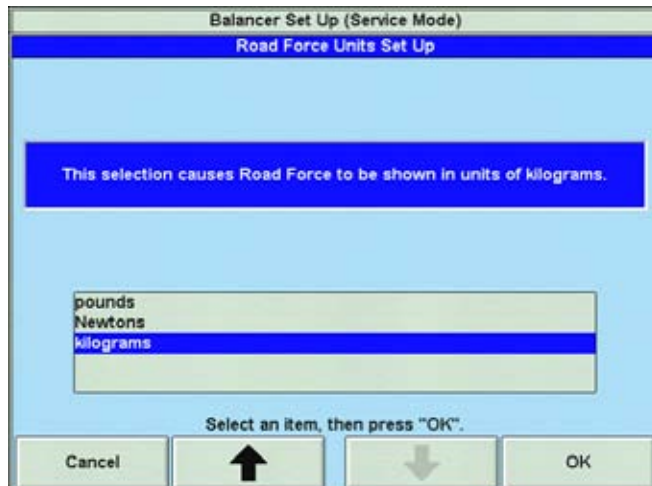 Balancer Set Up (Service Mode)
Road Force Units Set Up
This selection causes Road Force to be shown in units of kilograms.
pounds
Newtons
kilograms
Select an item, then press "OK".
Cancel
OK